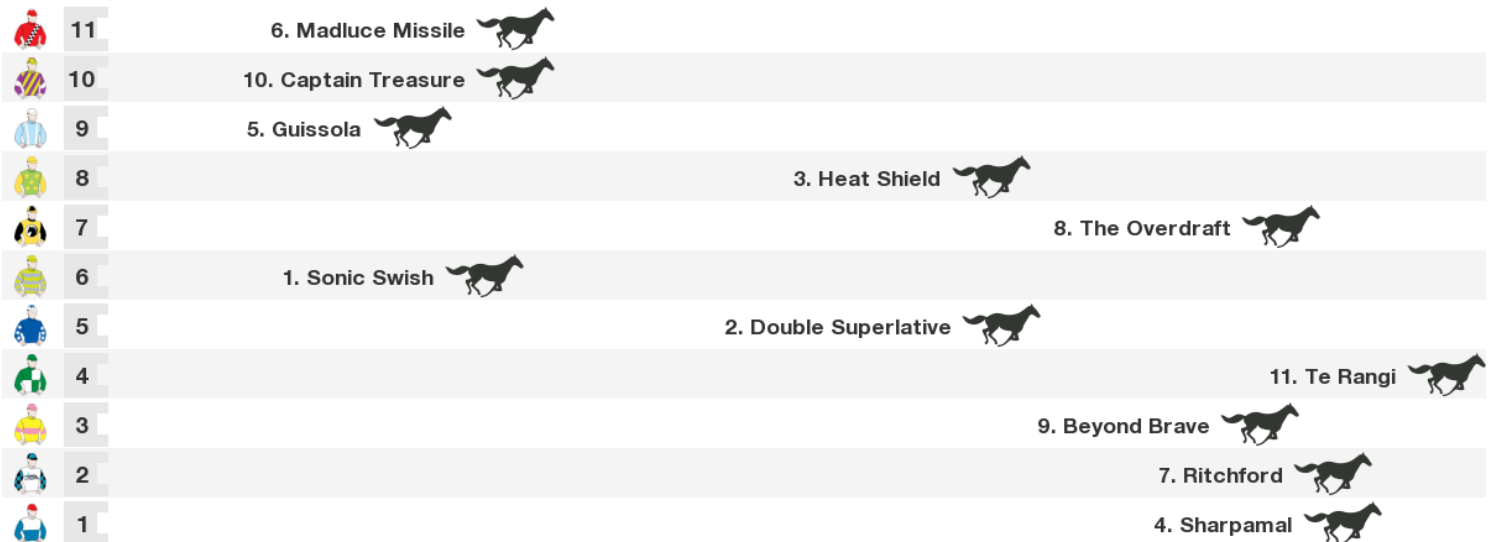 11 6. Madluce Missile
10 10. Captain Treasure
9 5. Guissola
8 3. Heat Shield
7 8. The Overdraft
6 1. Sonic Swish
5 2. Double Superlative
4 11. Te Rangi
3 9. Beyond Brave
2 7. Ritchford
1 4. Sharpamal